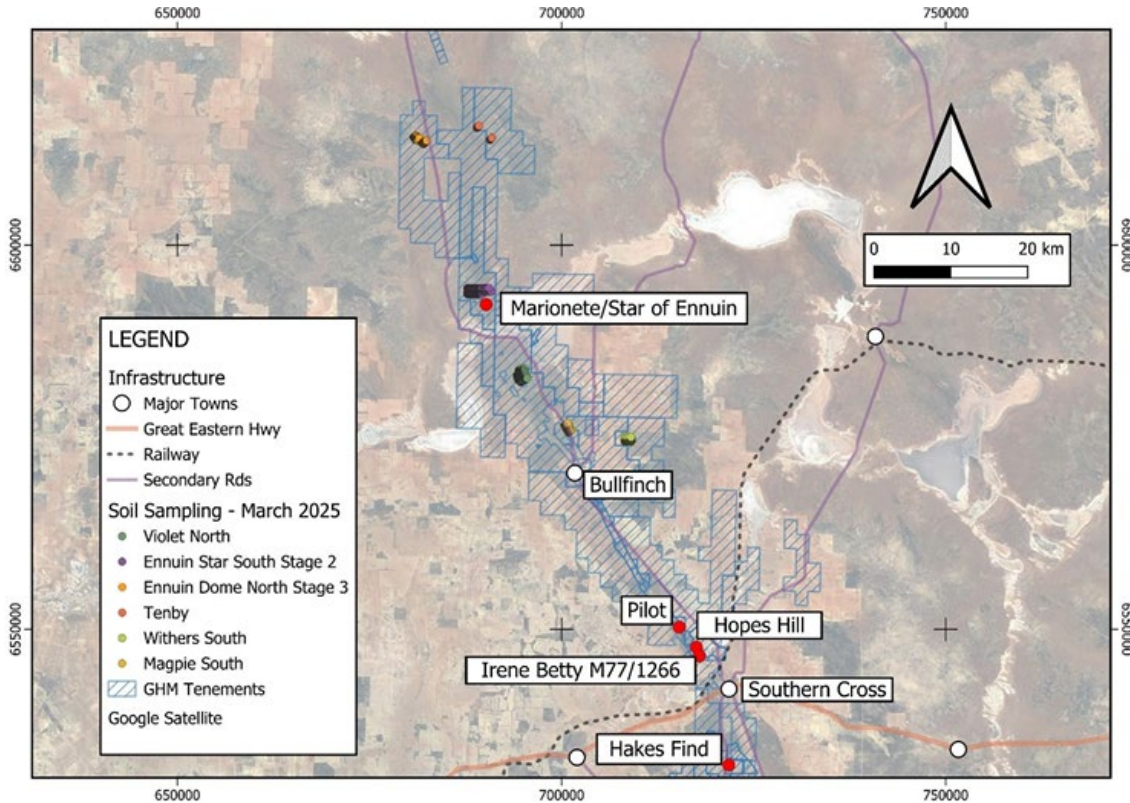 650000
700000
750000
6600000
6600000
0
10
20 km
Marionete/Star of Ennuin
LEGEND
Infrastructure
Major Towns
Great Eastern Hwy
Railway
Secondary Rds
Soil Sampling - March 2025
Violet North
Ennuin Star South Stage 2
Ennuin Dome North Stage 3
Tenby
Withers South
Magpie South
GHM Tenements
Google Satellite
Bullfinch
Pilot
Hopes Hill
Irene Betty M77/1266
6550000
6550000
Southern Cross
Hakes Find
650000
700000
750000